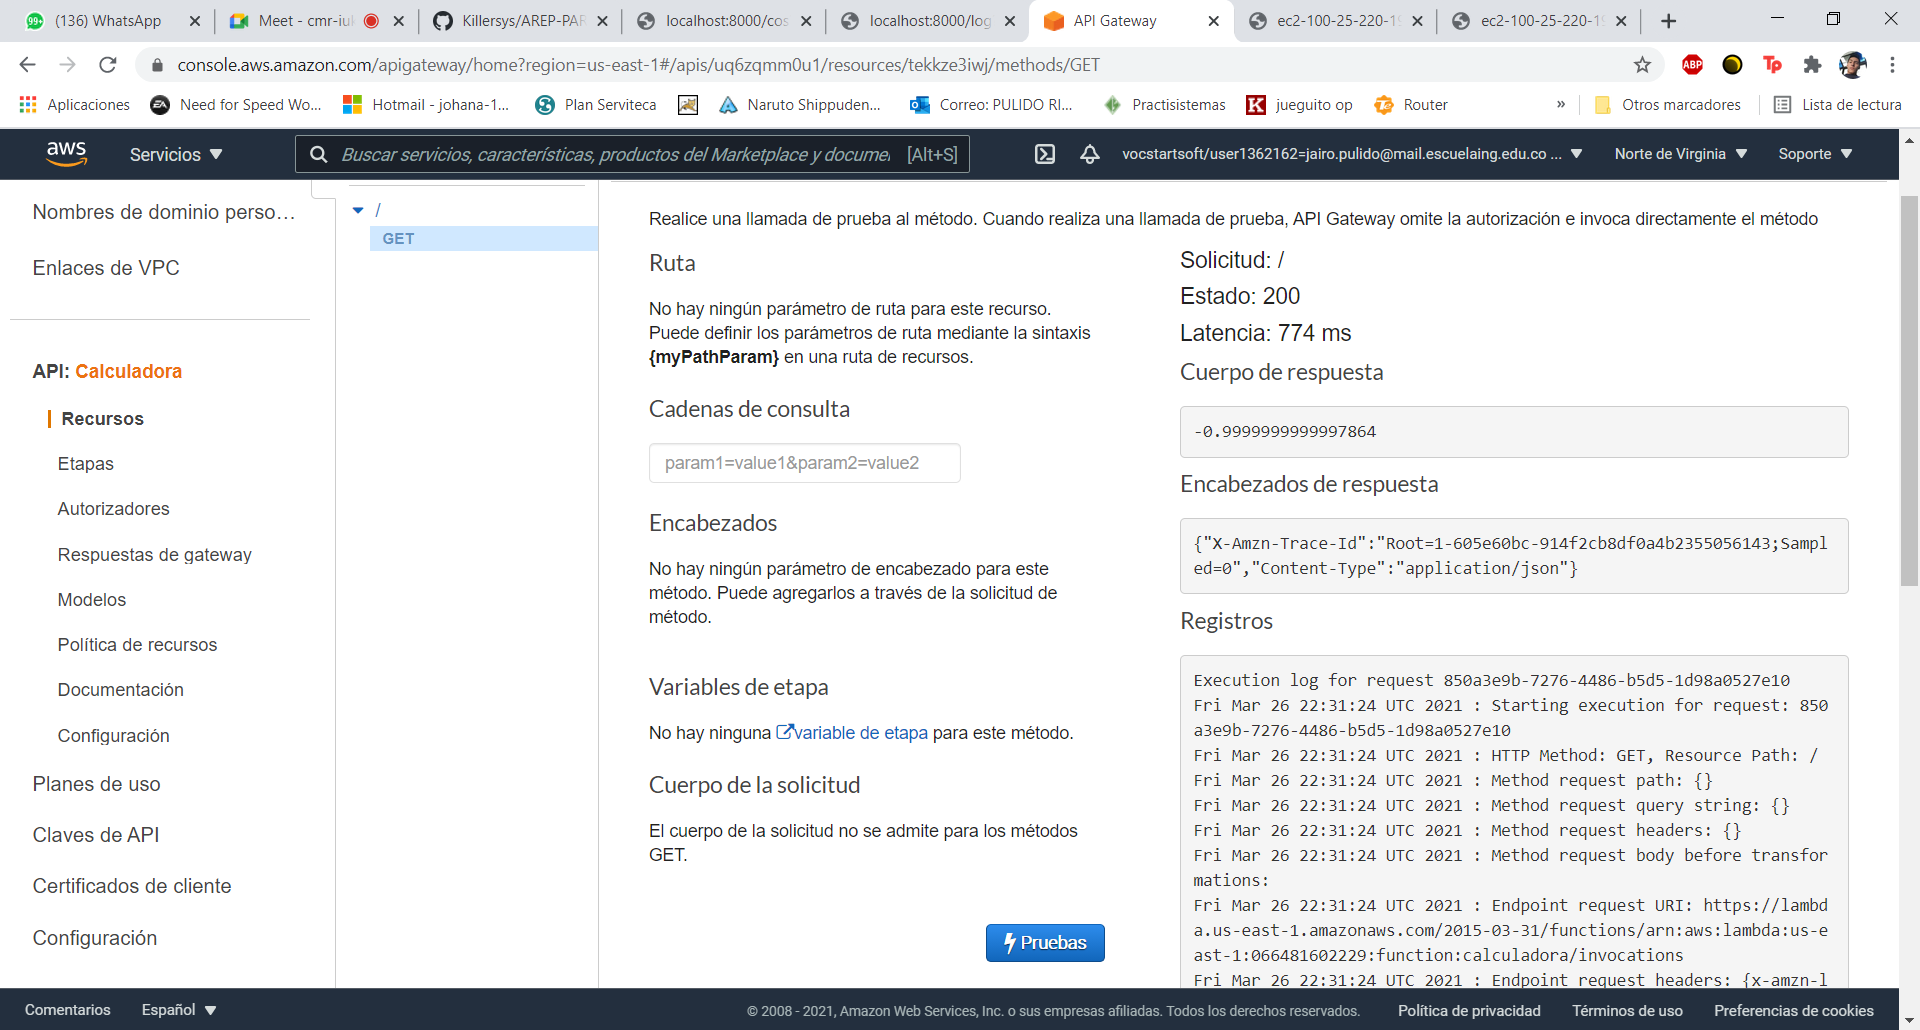 (136) WhatsApp
Meet - cmr-iul
Killersys/AREP-PAR
localhost:8000/cos
localhost:8000/log
API Gateway
ec2-100-25-220-19
ec2-100-25-220-19
console.aws.amazon.com/apigateway/home?region=us-east-1#/apis/uq6zqmm0u1/resources/tekkze3iwj/methods/GET
ABP
Tp
Aplicaciones
Need for Speed Wo...
Hotmail - johana-1...
Plan Serviteca
Naruto Shippuden...
Correo: PULIDO RI...
Practisistemas
jueguito op
Router
»
Otros marcadores
Lista de lectura
aws
Servicios
Buscar servicios, características, productos del Marketplace y documen
[Alt+S]
vocstartsoft/user1362162=jairo.pulido@mail.escuelaing.edu.co ...
Norte de Virginia
Soporte
Nombres de dominio perso...
Enlaces de VPC
API: Calculadora
Recursos
Etapas
Autorizadores
Respuestas de gateway
Modelos
Política de recursos
Documentación
Configuración
Planes de uso
Claves de API
Certificados de cliente
Configuración
/
GET
Realice una llamada de prueba al método. Cuando realiza una llamada de prueba, API Gateway omite la autorización e invoca directamente el método
Ruta
No hay ningún parámetro de ruta para este recurso.
Puede definir los parámetros de ruta mediante la sintaxis
{myPathParam} en una ruta de recursos.
Cadenas de consulta
param1=value1&param2=value2
Encabezados
No hay ningún parámetro de encabezado para este
método. Puede agregarlos a través de la solicitud de
método.
Variables de etapa
No hay ninguna variable de etapa para este método.
Cuerpo de la solicitud
El cuerpo de la solicitud no se admite para los métodos
GET.
Pruebas
Solicitud: /
Estado: 200
Latencia: 774 ms
Cuerpo de respuesta
-0.9999999999997864
Encabezados de respuesta
{"X-Amzn-Trace-Id":"Root=1-605e60bc-914f2cb8df0a4b2355056143;Sampl
ed=0","Content-Type":"application/json"}
Registros
Execution log for request 850a3e9b-7276-4486-b5d5-1d98a0527e10
Fri Mar 26 22:31:24 UTC 2021 : Starting execution for request: 850
a3e9b-7276-4486-b5d5-1d98a0527e10
Fri Mar 26 22:31:24 UTC 2021 : HTTP Method: GET, Resource Path: /
Fri Mar 26 22:31:24 UTC 2021 : Method request path: {}
Fri Mar 26 22:31:24 UTC 2021 : Method request query string: {}
Fri Mar 26 22:31:24 UTC 2021 : Method request headers: {}
Fri Mar 26 22:31:24 UTC 2021 : Method request body before transfor
mations:
Fri Mar 26 22:31:24 UTC 2021 : Endpoint request URI: https://lambd
a.us-east-1.amazonaws.com/2015-03-31/functions/arn:aws:lambda:us-e
ast-1:066481602229:function:calculadora/invocations
Fri Mar 26 22:31:24 UTC 2021 : Endpoint request headers: {x-amzn-l
Comentarios
Español
© 2008 - 2021, Amazon Web Services, Inc. o sus empresas afiliadas. Todos los derechos reservados.
Política de privacidad
Términos de uso
Preferencias de cookies